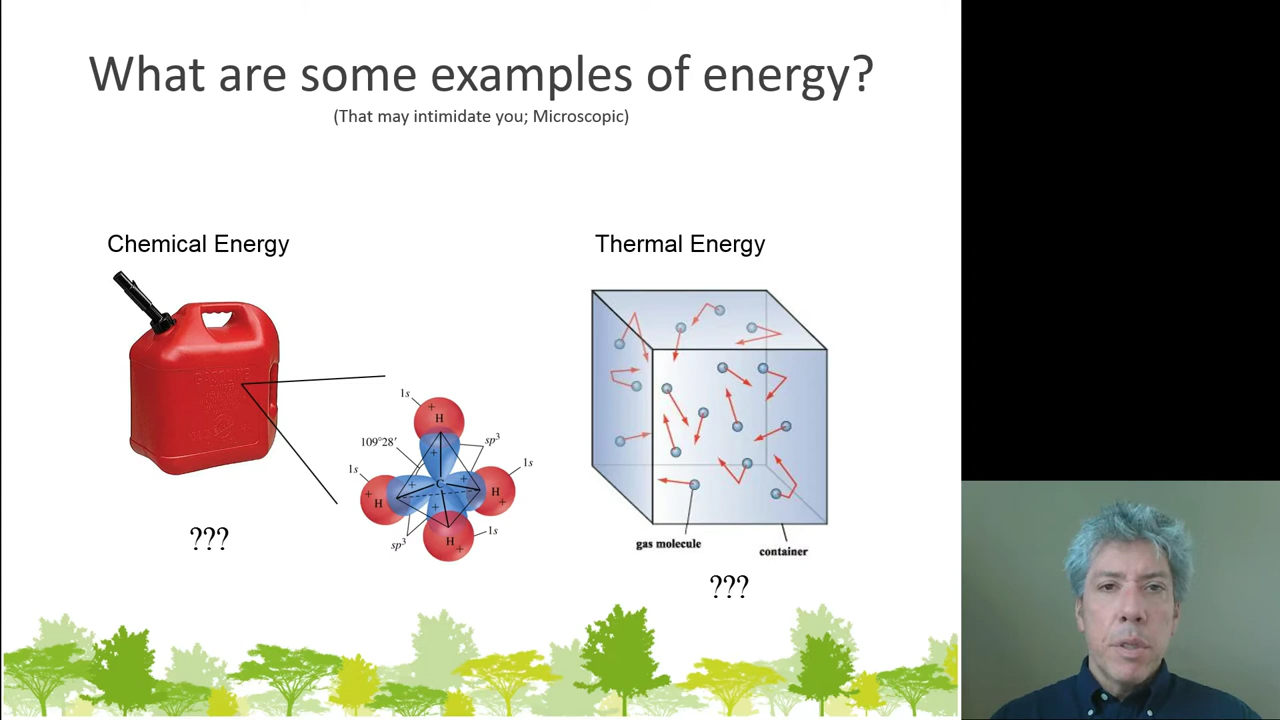 What are some examples of energy?
(That may intimidate you; Microscopic)
Chemical Energy
Thermal Energy
1s
+
H
109°28'
sp³
+
1s
1s
+
+
C
+
H
H
+
+
+
1s
sp³
H
+
gas molecule
container
???
???